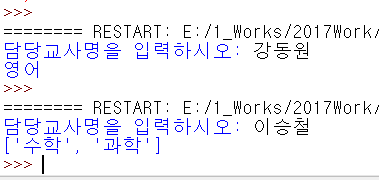 >>>
======== RESTART: E:/1_Works/2017Work/
담당교사명을 입력하시오: 강동원
영어
>>>
======== RESTART: E:/1_Works/2017Work/
담당교사명을 입력하시오: 이승철
['수학', '과학']
>>>